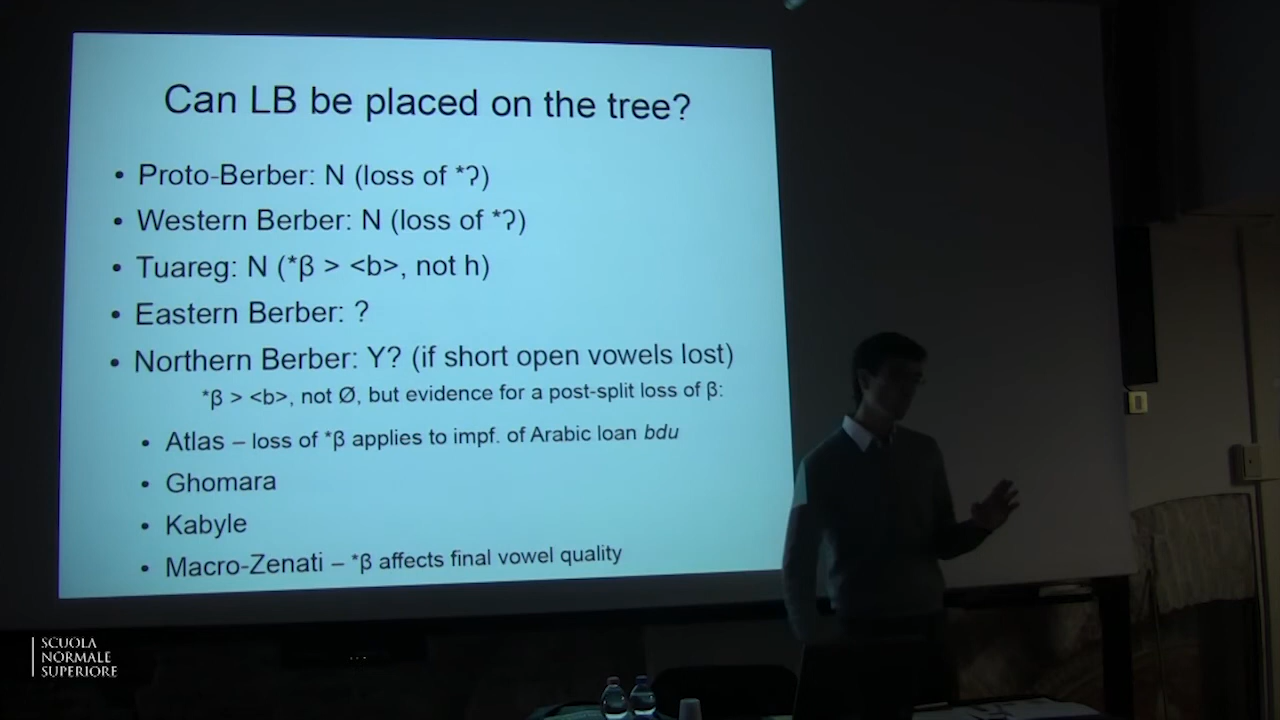 Can LB be placed on the tree?
• Proto-Berber: N (loss of *ʔ)
• Western Berber: N (loss of *ʔ)
• Tuareg: N (*β > <b>, not h)
• Eastern Berber: ?
• Northern Berber: Y? (if short open vowels lost)
*β > <b>, not Ø, but evidence for a post-split loss of β:
• Atlas – loss of *β applies to impf. of Arabic loan bdu
• Ghomara
• Kabyle
• Macro-Zenati – *β affects final vowel quality
SCUOLA
NORMALE
SUPERIORE